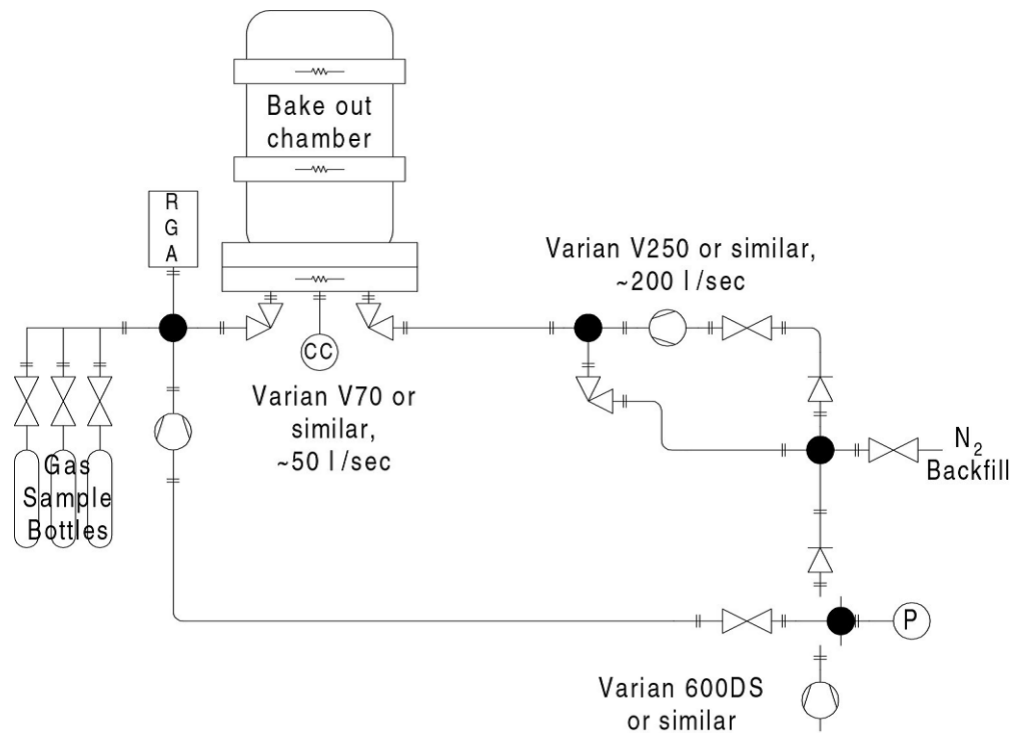 Bake out
chamber
R
G
A
Varian V250 or similar,
~200 l/sec
CC
Varian V70 or
similar,
~50 l/sec
N2
Backfill
Gas
Sample
Bottles
P
Varian 600DS
or similar